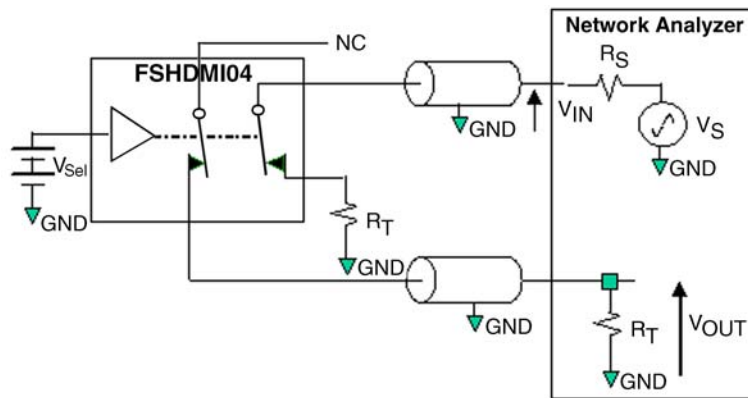 Network Analyzer
NC
FSHDMI04
RS
GND
VIN
VS
GND
VSel
GND
RT
GND
GND
RT
VOUT
GND